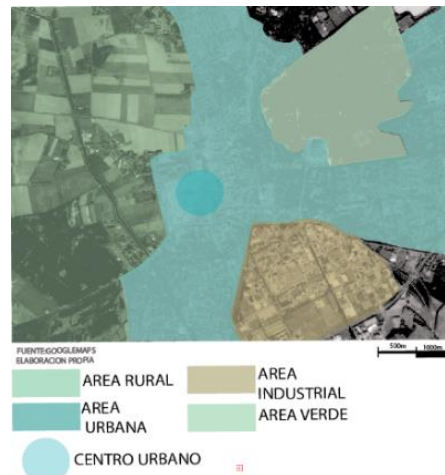 FUENTE:GOOGLEMAPS
ELABORACION PROPIA
500m 1000m
AREA RURAL
AREA
INDUSTRIAL
AREA
URBANA
AREA VERDE
CENTRO URBANO